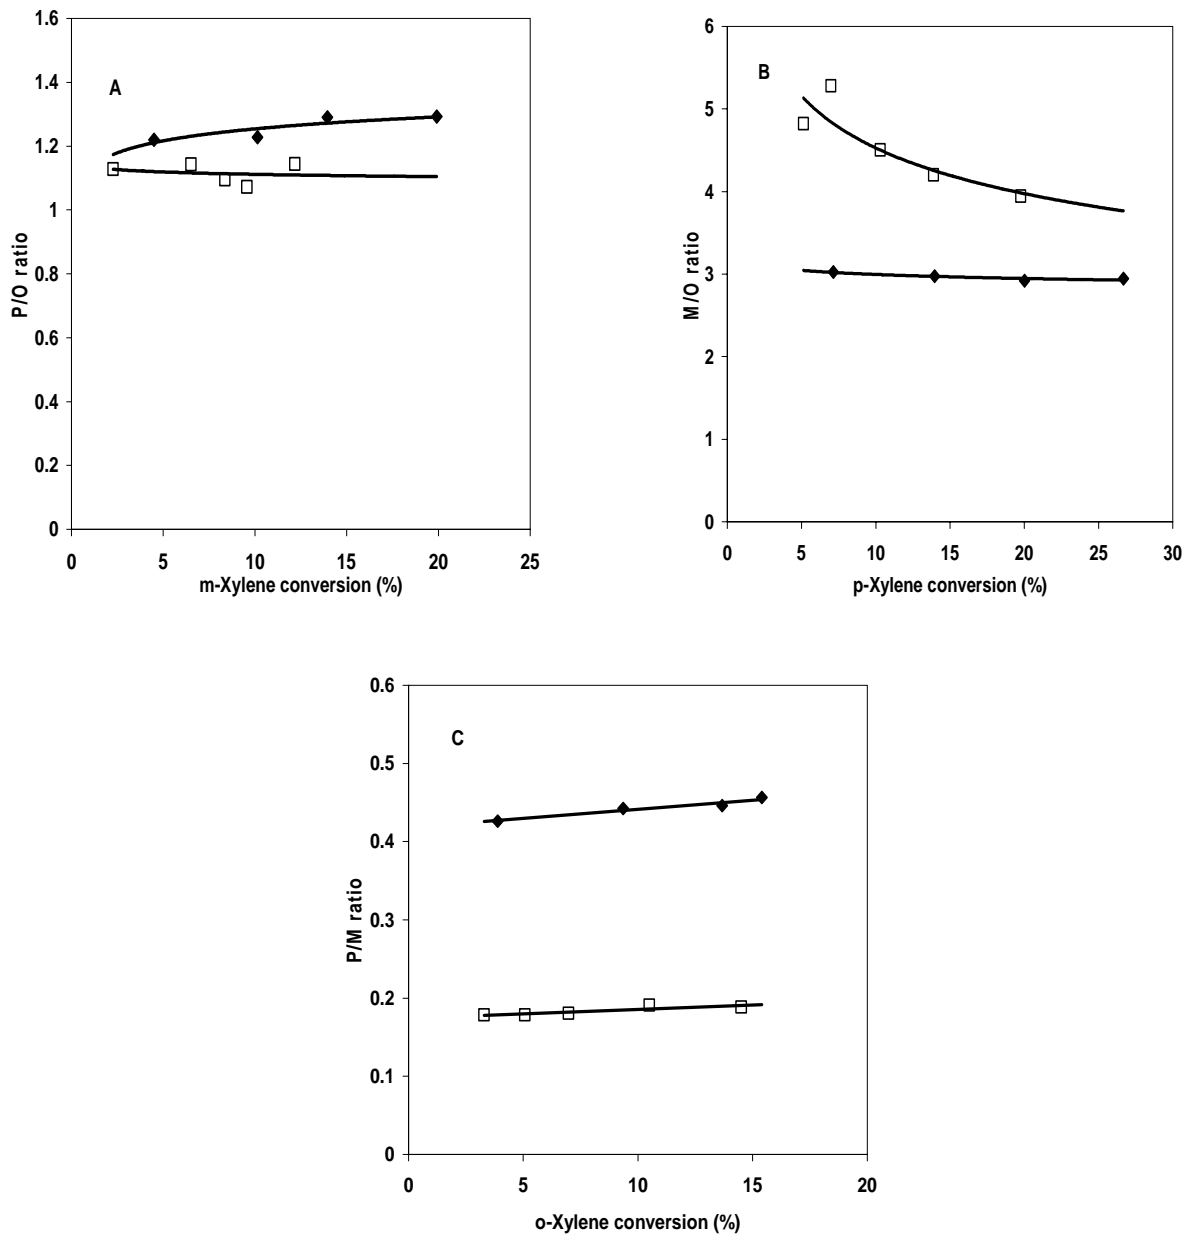 A
P/O ratio
1.6
1.4
1.2
1
0.8
0.6
0.4
0.2
0
0 5 10 15 20 25
m-Xylene conversion (%)
B
M/O ratio
6
5
4
3
2
1
0
0 5 10 15 20 25 30
p-Xylene conversion (%)
C
P/M ratio
0.6
0.5
0.4
0.3
0.2
0.1
0
0 5 10 15 20
o-Xylene conversion (%)